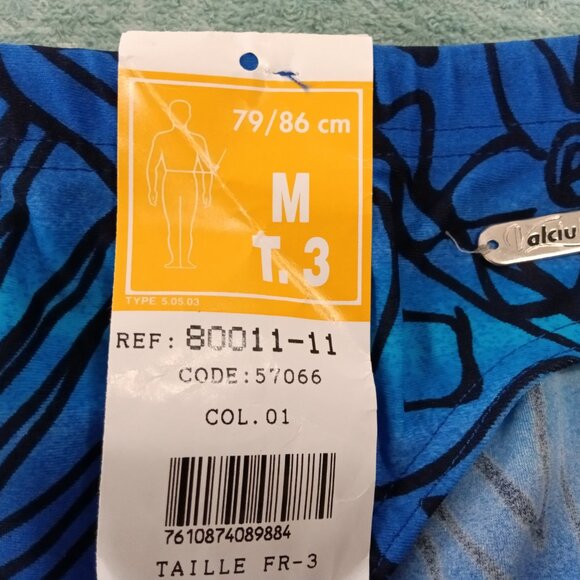 79/86 cm
M
T. 3
TYPE 5.05.03
REF: 80011-11
CODE:57066
COL.01
7610874089884
TAILLE FR-3
alciu